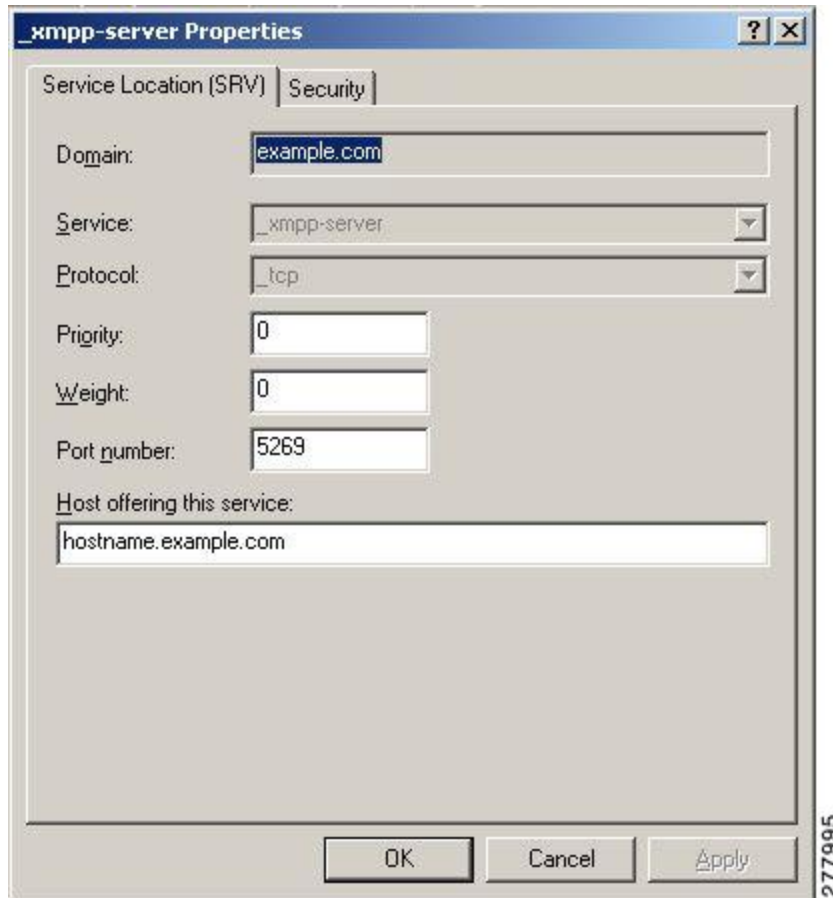 _xmpp-server Properties
Service Location (SRV) Security
Domain: example.com
Service: _xmpp-server
Protocol: _tcp
Priority: 0
Weight: 0
Port number: 5269
Host offering this service:
hostname.example.com
OK Cancel Apply
277995